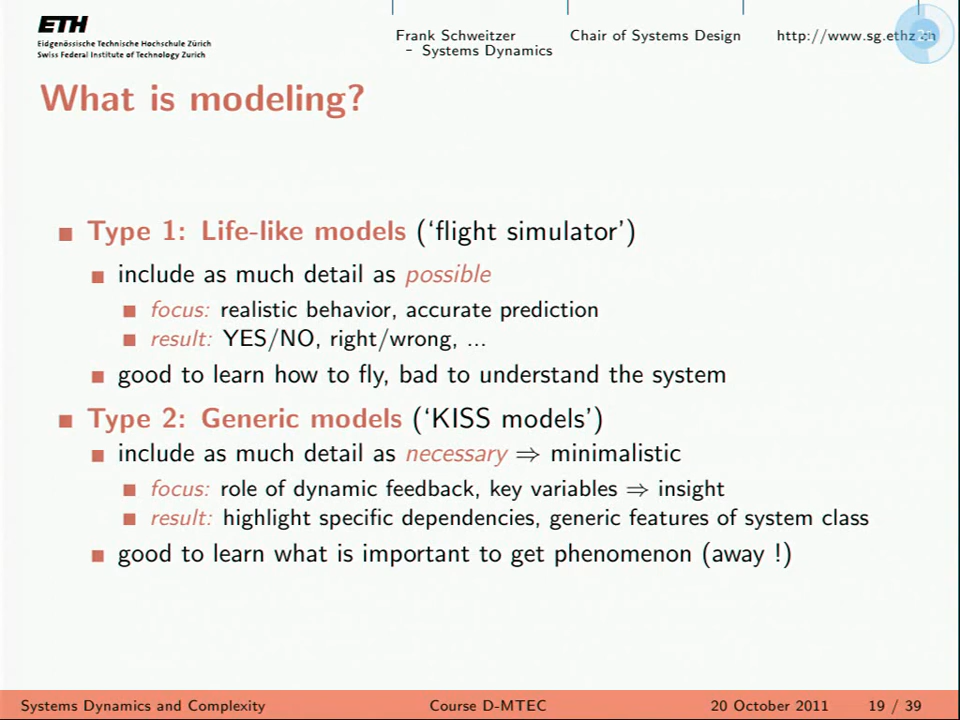 ETH
Eidgenössische Technische Hochschule Zürich
Swiss Federal Institute of Technology Zurich
Frank Schweitzer
– Systems Dynamics
Chair of Systems Design
http://www.sg.ethz.ch
What is modeling?
Type 1: Life-like models (‘flight simulator’)
include as much detail as possible
focus: realistic behavior, accurate prediction
result: YES/NO, right/wrong, ...
good to learn how to fly, bad to understand the system
Type 2: Generic models (‘KISS models’)
include as much detail as necessary ⇒ minimalistic
focus: role of dynamic feedback, key variables ⇒ insight
result: highlight specific dependencies, generic features of system class
good to learn what is important to get phenomenon (away !)
Systems Dynamics and Complexity
Course D-MTEC
20 October 2011
19 / 39